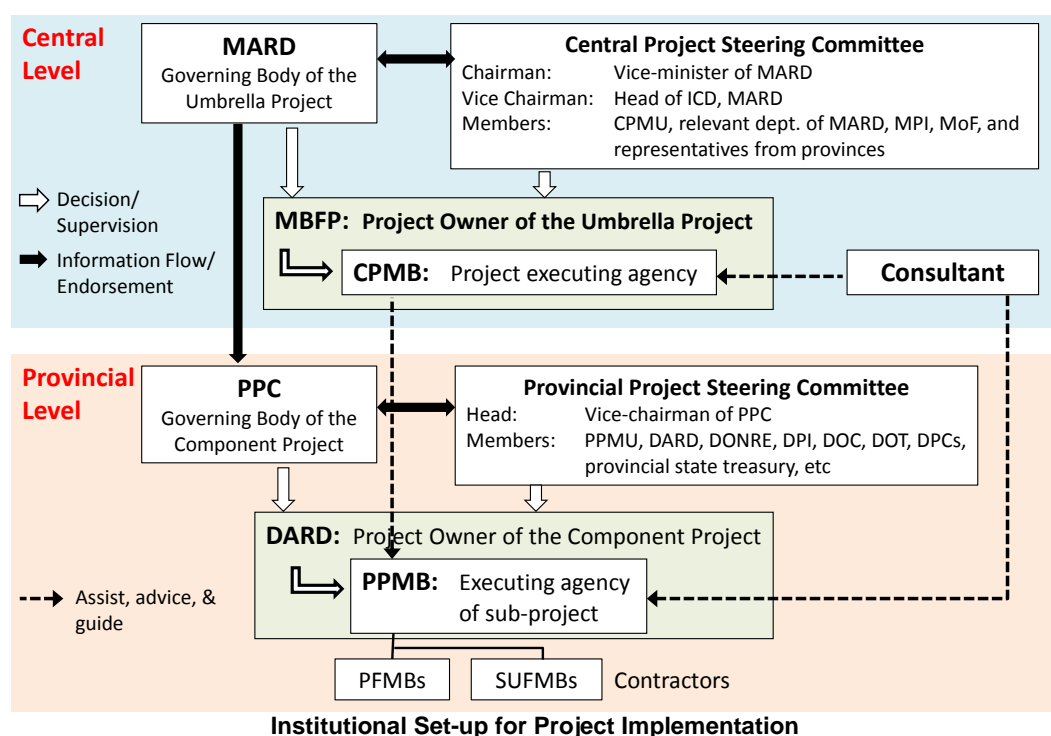 Central
Level
MARD
Governing Body of the
Umbrella Project
Central Project Steering Committee
Chairman: Vice-minister of MARD
Vice Chairman: Head of ICD, MARD
Members: CPMU, relevant dept. of MARD, MPI, MoF, and
representatives from provinces
Decision/
Supervision
Information Flow/
Endorsement
MBFP: Project Owner of the Umbrella Project
CPMB: Project executing agency
Consultant
Provincial
Level
PPC
Governing Body of the
Component Project
Provincial Project Steering Committee
Head: Vice-chairman of PPC
Members: PPMU, DARD, DONRE, DPI, DOC, DOT, DPCs,
provincial state treasury, etc
DARD: Project Owner of the Component Project
PPMB: Executing agency
of sub-project
Assist, advice, &
guide
PFMBs
SUFMBs
Contractors
Institutional Set-up for Project Implementation